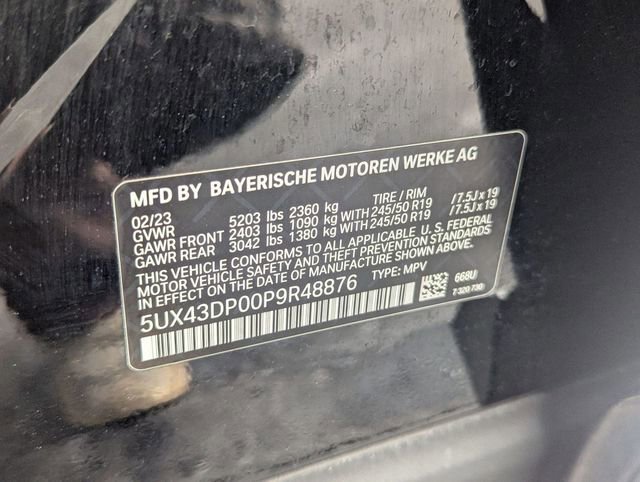 MFD BY BAYERISCHE MOTOREN WERKE AG
02/23 TIRE / RIM
GVWR 5203 lbs 2360 kg
GAWR FRONT 2403 lbs 1090 kg WITH 245/50 R19 /7.5J x 19
GAWR REAR 3042 lbs 1380 kg WITH 245/50 R19 /7.5J x 19
THIS VEHICLE CONFORMS TO ALL APPLICABLE U. S. FEDERAL
MOTOR VEHICLE SAFETY AND THEFT PREVENTION STANDARDS
IN EFFECT ON THE DATE OF MANUFACTURE SHOWN ABOVE.
5UX43DP00P9R48876 TYPE: MPV
668U
7 320 730